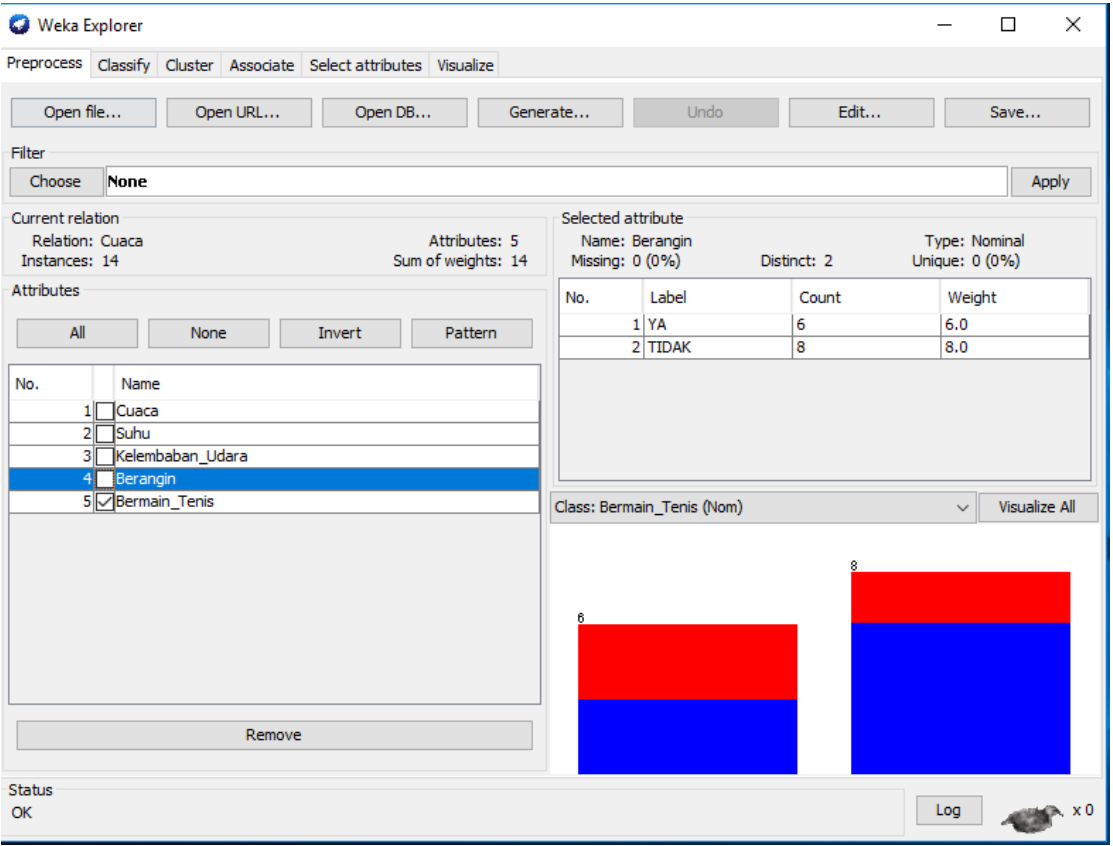 Weka Explorer
Preprocess Classify Cluster Associate Select attributes Visualize
Open file... Open URL... Open DB... Generate... Undo Edit... Save...
Filter
Choose None Apply
Current relation
Relation: Cuaca Attributes: 5
Instances: 14 Sum of weights: 14
Selected attribute
Name: Berangin Type: Nominal
Missing: 0 (0%) Distinct: 2 Unique: 0 (0%)
No. Label Count Weight
1 YA 6 6.0
2 TIDAK 8 8.0
Attributes
All None Invert Pattern
No. Name
1 Cuaca
2 Suhu
3 Kelembaban_Udara
4 Berangin
5 Bermain_Tenis
Remove
Class: Bermain_Tenis (Nom) Visualize All
6
8
Status
OK
Log x 0